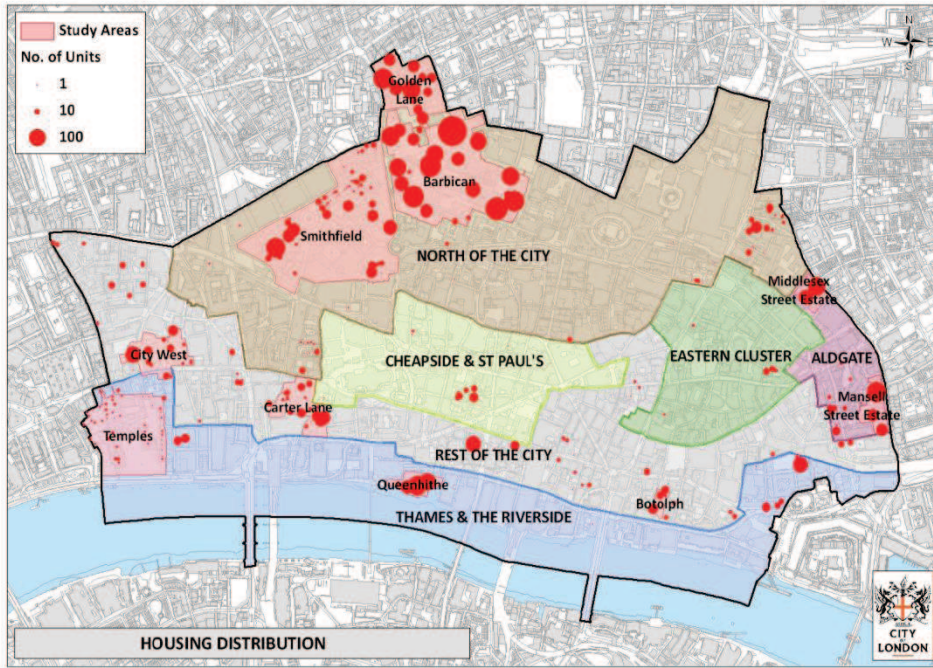 Study Areas
No. of Units
1
10
100
N
W
E
S
Golden
Lane
Barbican
Smithfield
NORTH OF THE CITY
Middlesex
Street Estate
City West
CHEAPSIDE & ST PAUL'S
EASTERN CLUSTER
ALDGATE
Mansell
Street Estate
Carter Lane
Temples
REST OF THE CITY
Queenhithe
Botolph
THAMES & THE RIVERSIDE
HOUSING DISTRIBUTION
CITY
OF
LONDON